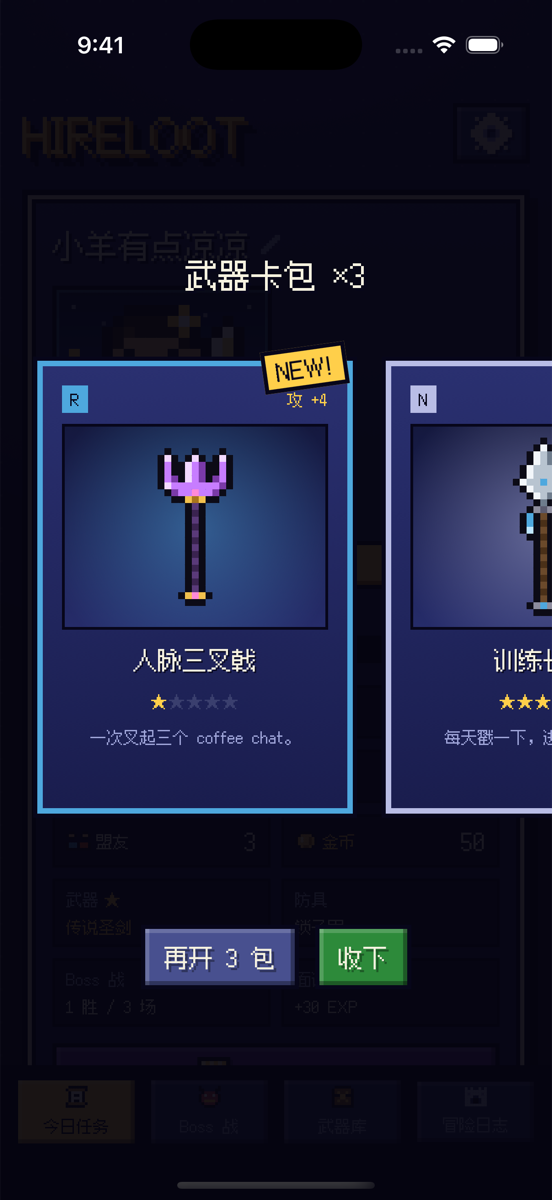 9:41
HIRELOOT
小羊有点凉凉
武器卡包 ×3
NEW!
R
攻 +4
N
人脉三叉戟
训练
一次叉起三个 coffee chat。
每天戳一下，
盟友 3
金币 50
武器 ★
防具
传说圣剑
再开 3 包
收下
Boss 战
1 胜 / 3 场
+30 EXP
今日任务
Boss 战
武器库
冒险日志